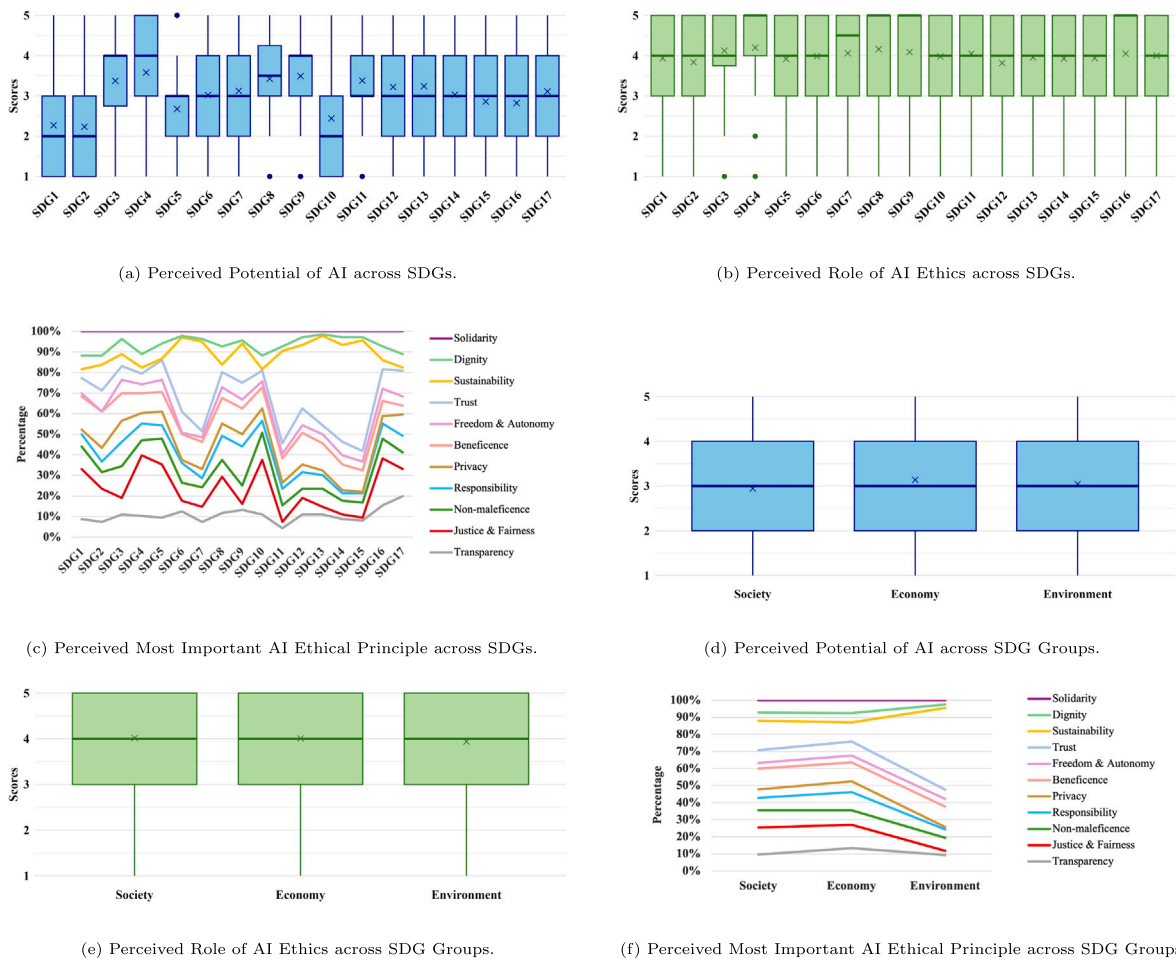 5
4
3
2
1
Scores
SDG1
SDG2
SDG3
SDG4
SDG5
SDG6
SDG7
SDG8
SDG9
SDG10
SDG11
SDG12
SDG13
SDG14
SDG15
SDG16
SDG17
(a) Perceived Potential of AI across SDGs.
5
4
3
2
1
Scores
SDG1
SDG2
SDG3
SDG4
SDG5
SDG6
SDG7
SDG8
SDG9
SDG10
SDG11
SDG12
SDG13
SDG14
SDG15
SDG16
SDG17
(b) Perceived Role of AI Ethics across SDGs.
100%
90%
80%
70%
60%
50%
40%
30%
20%
10%
0%
Percentage
SDG1
SDG2
SDG3
SDG4
SDG5
SDG6
SDG7
SDG8
SDG9
SDG10
SDG11
SDG12
SDG13
SDG14
SDG15
SDG16
SDG17
Solidarity
Dignity
Sustainability
Trust
Freedom & Autonomy
Beneficence
Privacy
Responsibility
Non-maleficence
Justice & Fairness
Transparency
(c) Perceived Most Important AI Ethical Principle across SDGs.
5
4
3
2
1
Scores
Society
Economy
Environment
(d) Perceived Potential of AI across SDG Groups.
5
4
3
2
1
Scores
Society
Economy
Environment
(e) Perceived Role of AI Ethics across SDG Groups.
100%
90%
80%
70%
60%
50%
40%
30%
20%
10%
0%
Percentage
Society
Economy
Environment
Solidarity
Dignity
Sustainability
Trust
Freedom & Autonomy
Beneficence
Privacy
Responsibility
Non-maleficence
Justice & Fairness
Transparency
(f) Perceived Most Important AI Ethical Principle across SDG Group